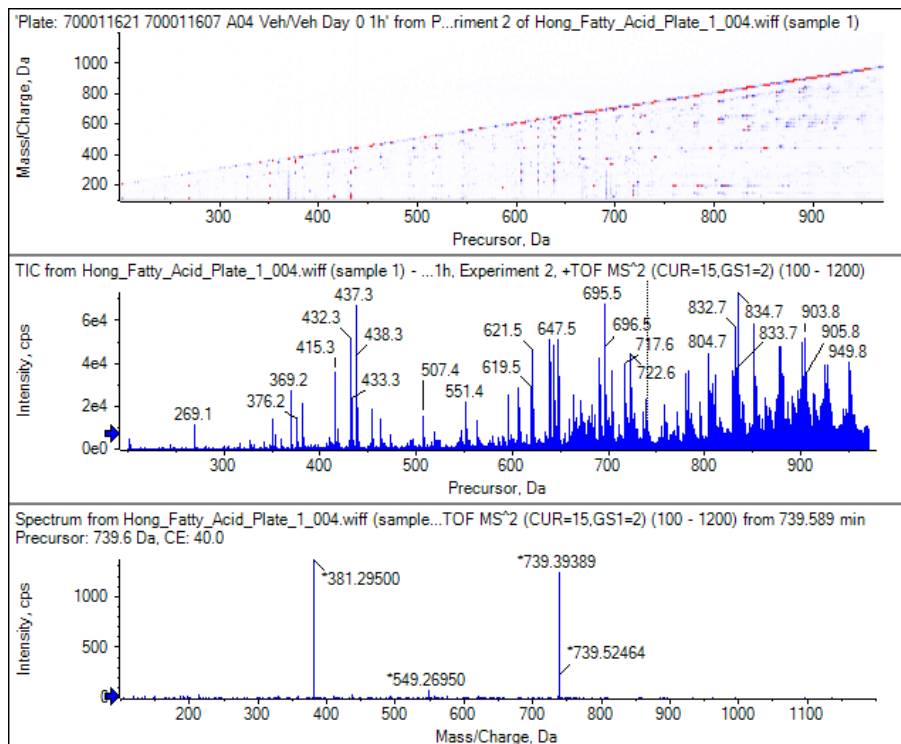 'Plate: 700011621 700011607 A04 Veh/Veh Day 0 1h' from P...riment 2 of Hong_Fatty_Acid_Plate_1_004.wiff (sample 1)
Mass/Charge, Da
1000
800
600
400
200
300 400 500 600 700 800 900
Precursor, Da
TIC from Hong_Fatty_Acid_Plate_1_004.wiff (sample 1) - ...1h, Experiment 2, +TOF MS^2 (CUR=15,GS1=2) (100 - 1200)
Intensity, cps
6e4
4e4
2e4
0e0
437.3
432.3
438.3
415.3
369.2
376.2
433.3
269.1
507.4
551.4
621.5
619.5
647.5
695.5
696.5
717.6
722.6
832.7
834.7
804.7
833.7
903.8
905.8
949.8
300 400 500 600 700 800 900
Precursor, Da
Spectrum from Hong_Fatty_Acid_Plate_1_004.wiff (sample...TOF MS^2 (CUR=15,GS1=2) (100 - 1200) from 739.589 min
Precursor: 739.6 Da, CE: 40.0
Intensity, cps
1000
500
0
*381.29500
*739.39389
*739.52464
*549.26950
200 300 400 500 600 700 800 900 1000 1100
Mass/Charge, Da